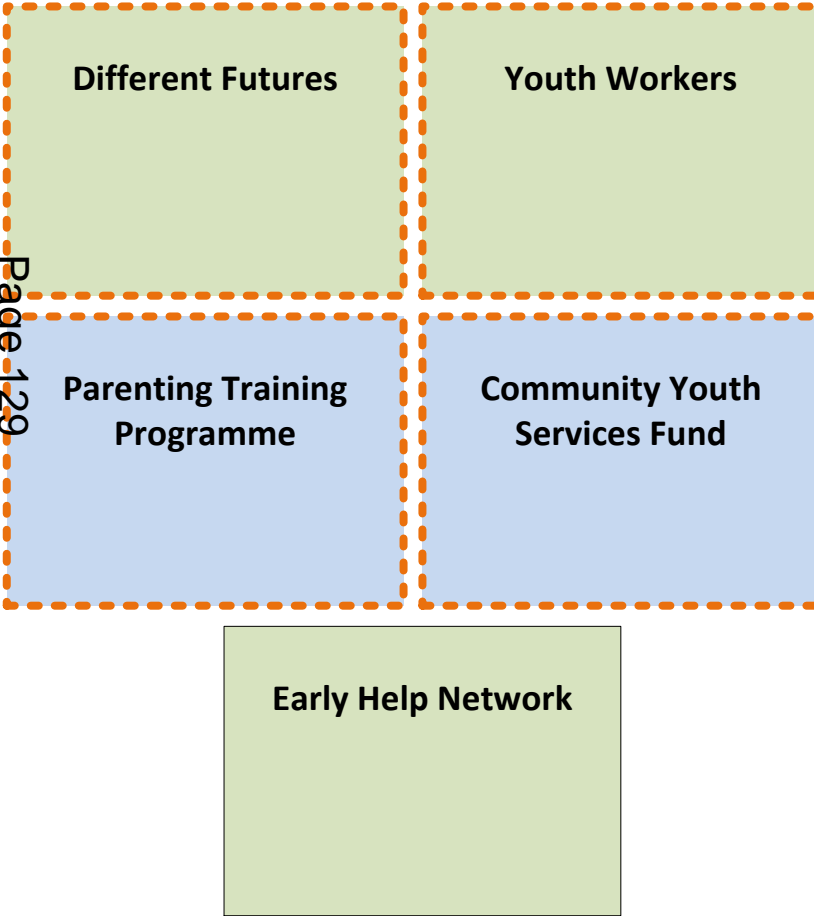 Different Futures
Youth Workers
Page 129
Parenting Training
Programme
Community Youth
Services Fund
Early Help Network